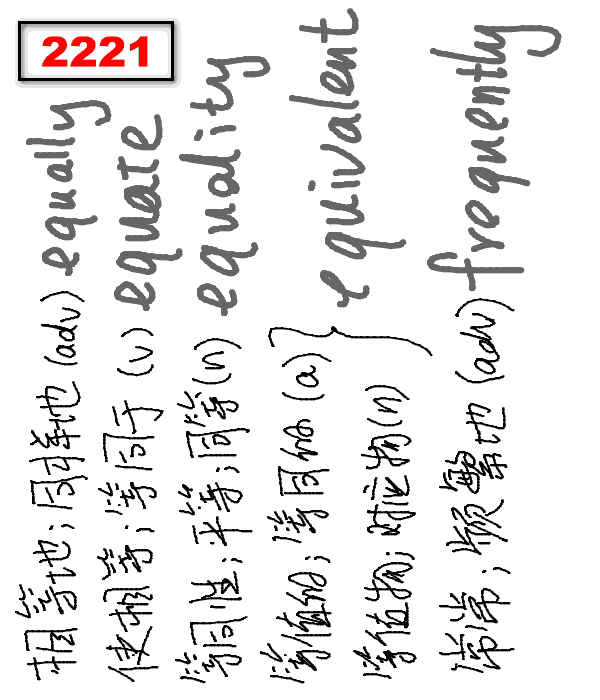 2221
相等地;同样地 (adv) equally
使相等;等同于 (v) equate
等同性;平等;同等(n) equality
等值的;等同的 (a)
等值物;对应物(n)
} equivalent
常常;频繁地 (adv) frequently